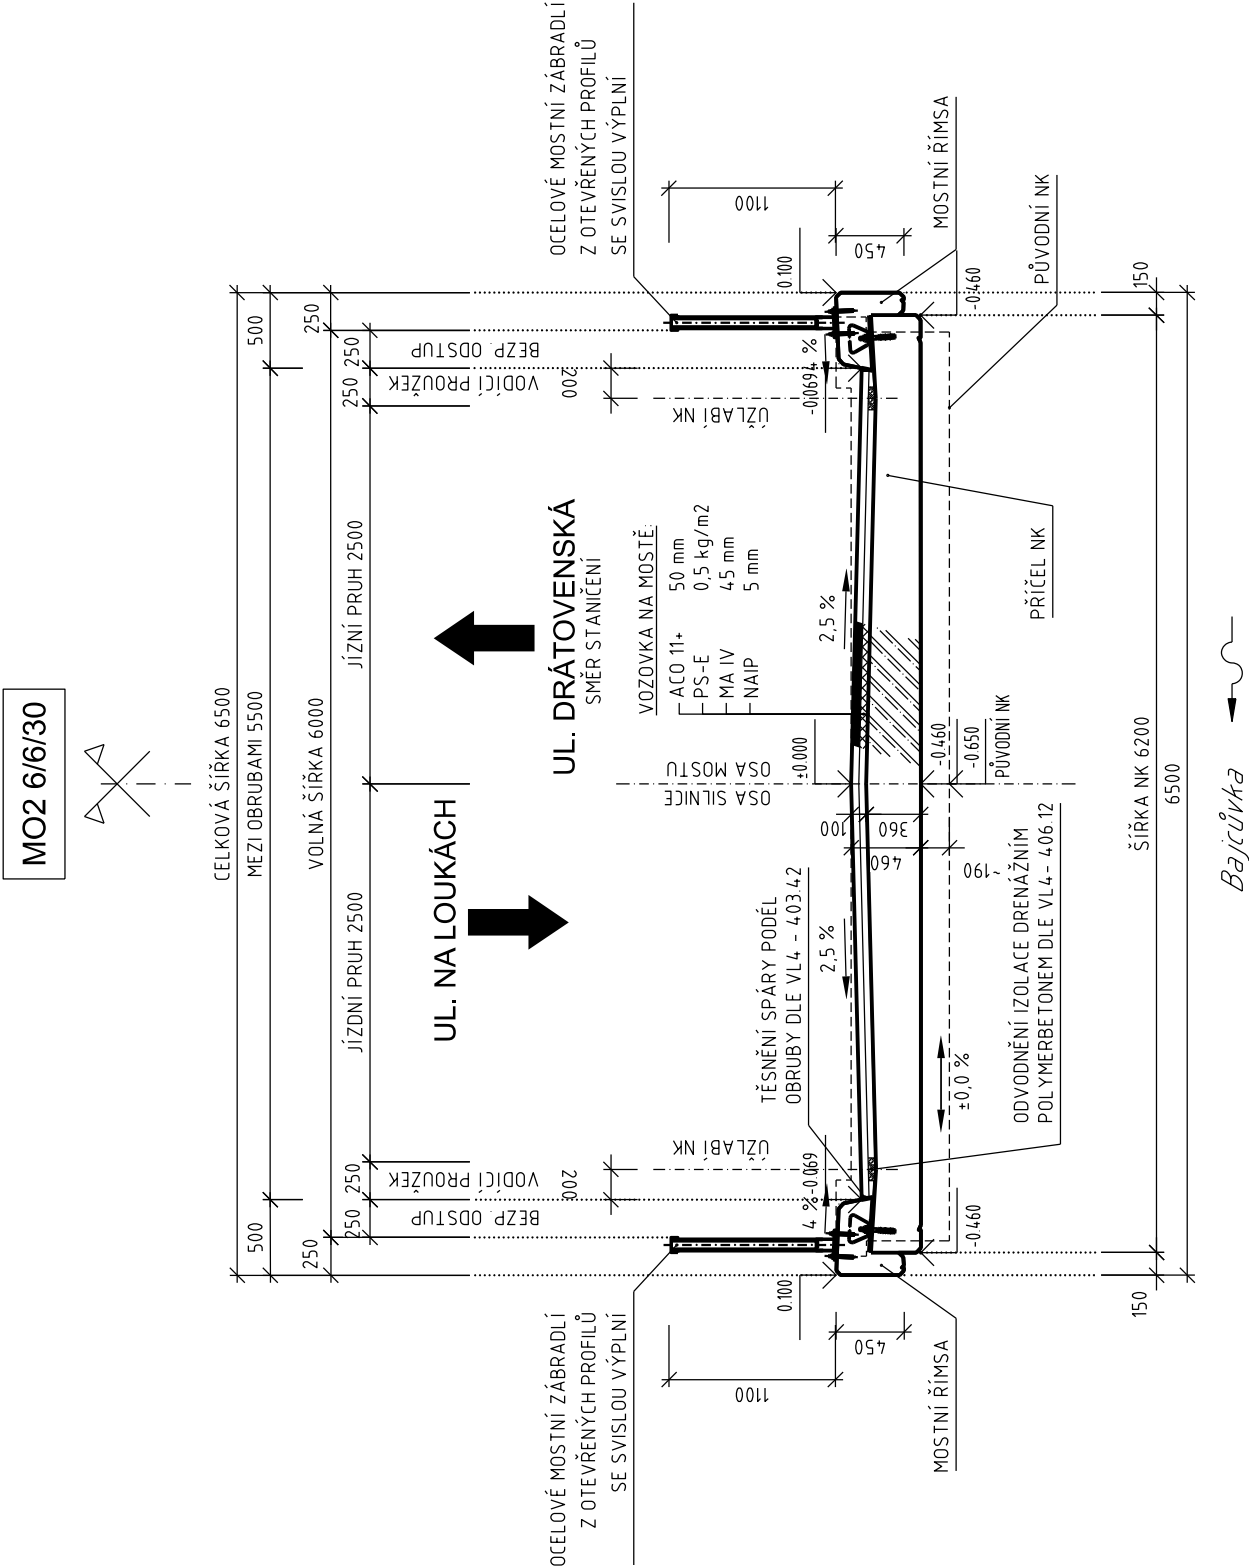 MO2 6/6/30
CELKOVÁ ŠÍŘKA 6500
500
MEZI OBRUBAMI 5500
500
250
VOLNÁ ŠÍŘKA 6000
250
250
250
JÍZDNÍ PRUH 2500
JÍZNÍ PRUH 2500
250
250
BEZP. ODSTUP
VODÍCÍ PROUŽEK
VODÍCÍ PROUŽEK
BEZP. ODSTUP
UL. NA LOUKÁCH
UL. DRÁTOVENSKÁ
SMĚR STANIČENÍ
OCELOVÉ MOSTNÍ ZÁBRADLÍ
Z OTEVŘENÝCH PROFILŮ
SE SVISLOU VÝPLNÍ
OCELOVÉ MOSTNÍ ZÁBRADLÍ
Z OTEVŘENÝCH PROFILŮ
SE SVISLOU VÝPLNÍ
200
200
ÚŽLABÍ NK
ÚŽLABÍ NK
VOZOVKA NA MOSTĚ:
ACO 11+ 50 mm
PS-E 0,5 kg/m2
MA IV 45 mm
NAIP 5 mm
OSA SILNICE
OSA MOSTU
±0.000
TĚSNĚNÍ SPÁRY PODÉL
OBRUBY DLE VL4 - 403.42
1100
1100
0.100
0.100
4 %
-0.069
-0.069
4 %
2,5 %
2,5 %
450
450
100
360
460
~190
-0.460
-0.460
-0.460
-0.650
PŮVODNÍ NK
±0,0 %
MOSTNÍ ŘÍMSA
MOSTNÍ ŘÍMSA
ODVODNĚNÍ IZOLACE DRENÁŽNÍM
POLYMERBETONEM DLE VL4- 406.12
PŘÍČEL NK
PŮVODNÍ NK
150
ŠÍŘKA NK 6200
150
6500
Bajcůvka